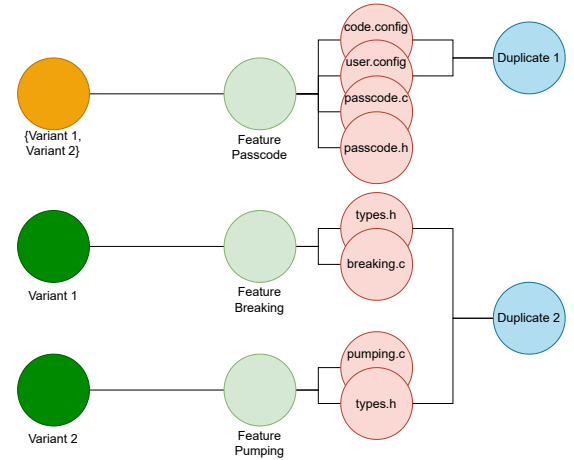 code.config
user.config
passcode.c
passcode.h
Duplicate 1
{Variant 1,
Variant 2}
Feature
Passcode
types.h
breaking.c
Variant 1
Feature
Breaking
Duplicate 2
pumping.c
types.h
Variant 2
Feature
Pumping